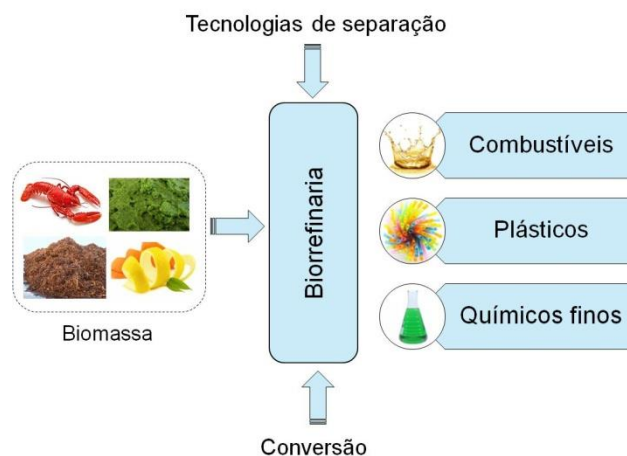 Tecnologias de separação
Biomassa
Biorrefinaria
Combustíveis
Plásticos
Químicos finos
Conversão